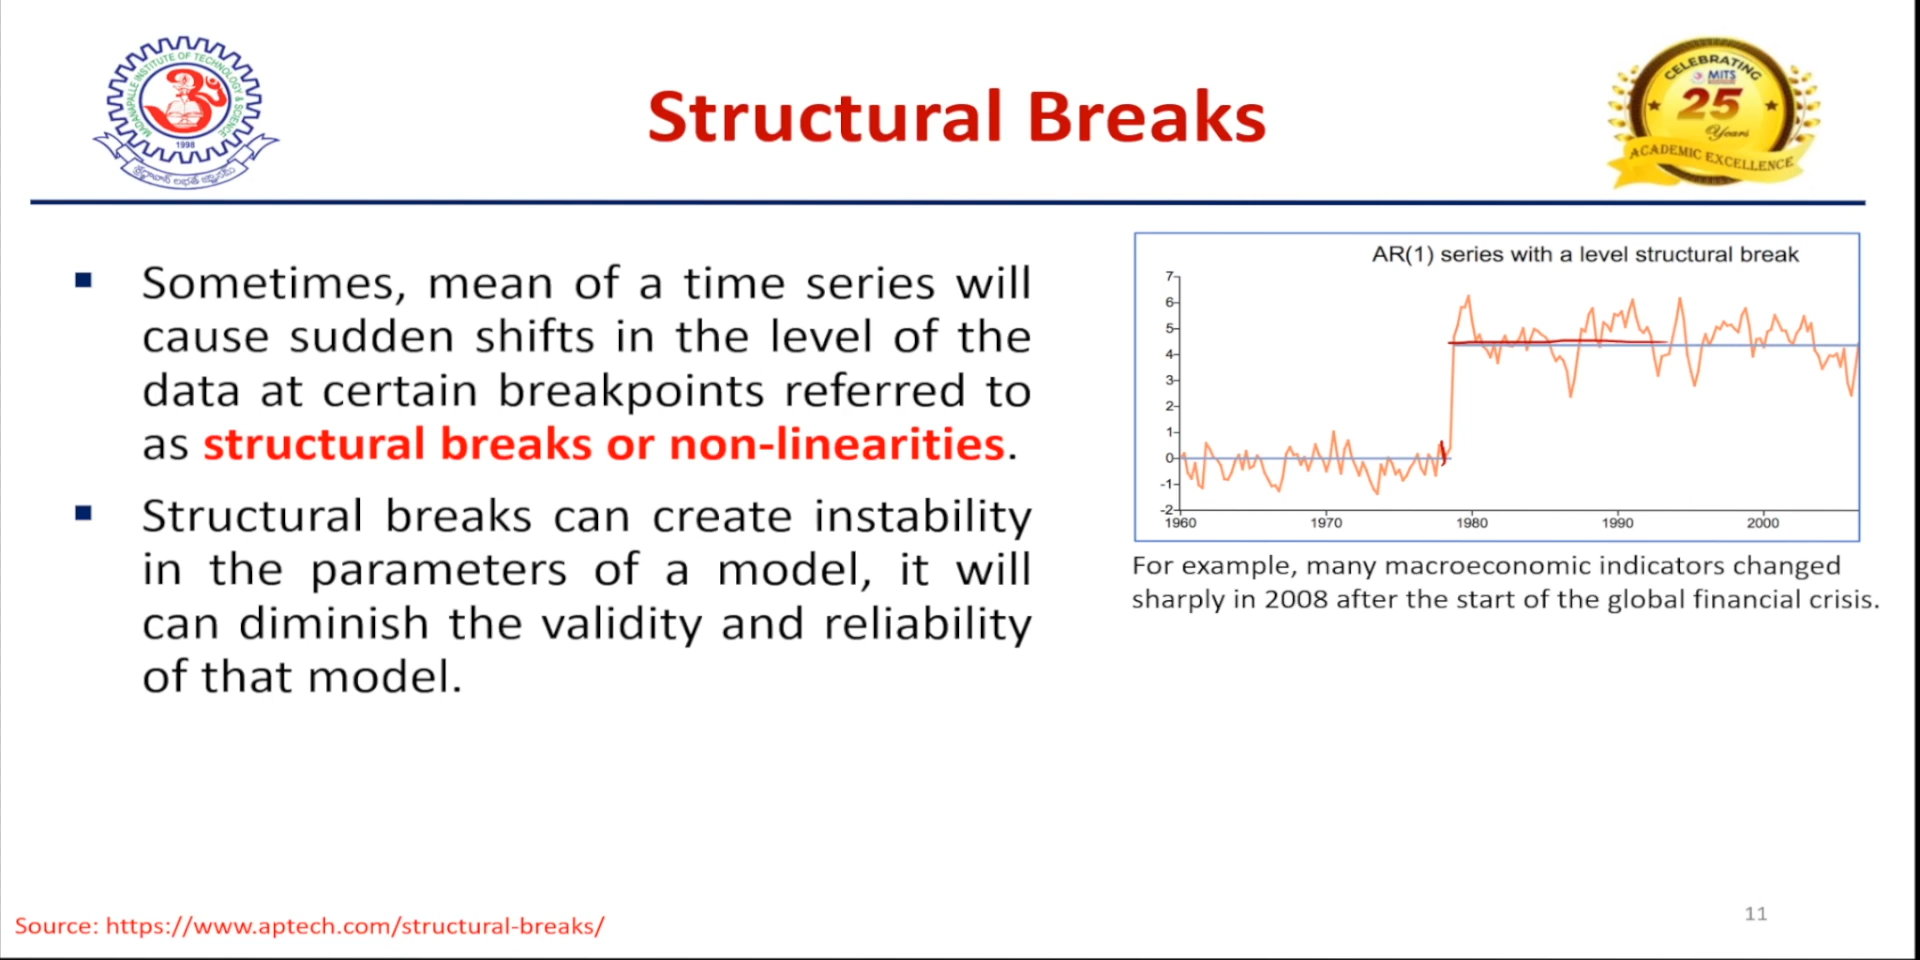 MADANAPALLE INSTITUTE OF TECHNOLOGY & SCIENCE
1998
Structural Breaks
CELEBRATING
MITS
25
Years
ACADEMIC EXCELLENCE
▪ Sometimes, mean of a time series will
cause sudden shifts in the level of the
data at certain breakpoints referred to
as structural breaks or non-linearities.
▪ Structural breaks can create instability
in the parameters of a model, it will
can diminish the validity and reliability
of that model.
AR(1) series with a level structural break
7
6
5
4
3
2
1
0
-1
-2
1960 1970 1980 1990 2000
For example, many macroeconomic indicators changed
sharply in 2008 after the start of the global financial crisis.
Source: https://www.aptech.com/structural-breaks/
11